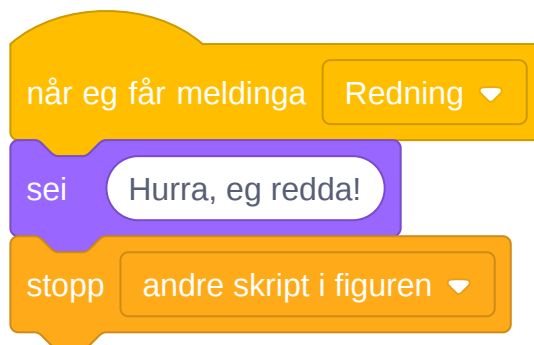 når eg får meldinga Redning
sei Hurra, eg redda!
stopp andre skript i figuren